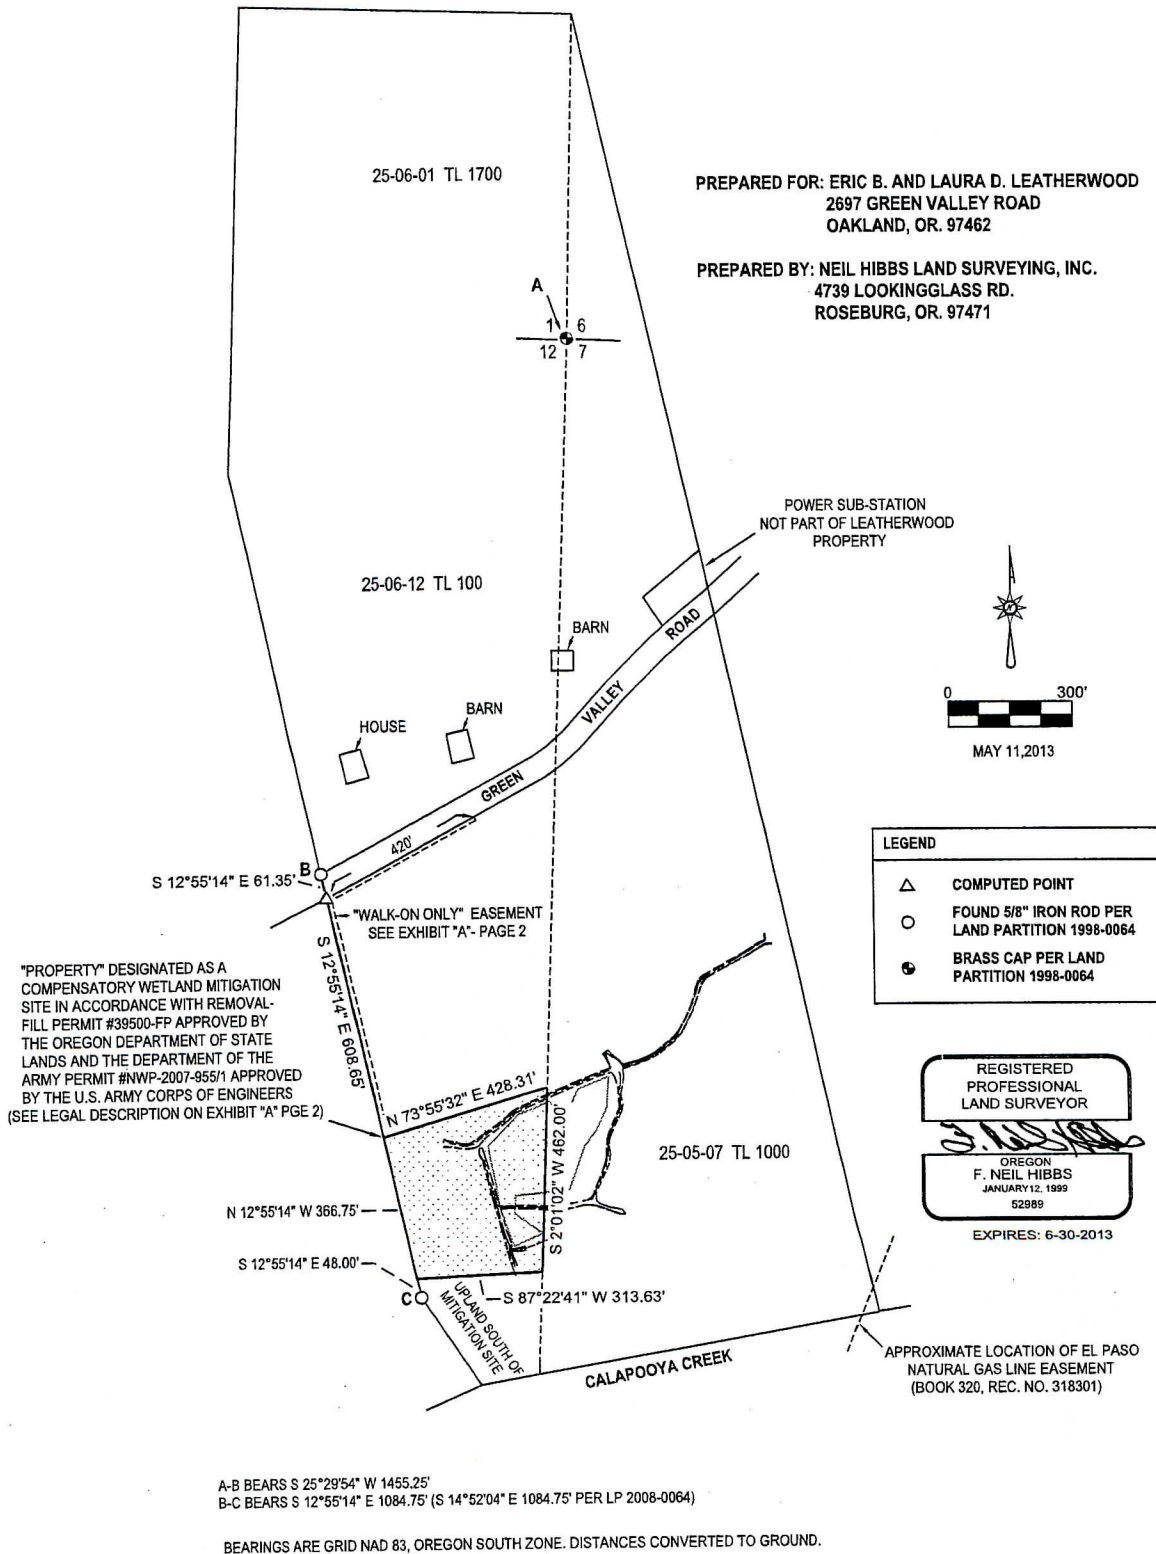 25-06-01 TL 1700
PREPARED FOR: ERIC B. AND LAURA D. LEATHERWOOD
2697 GREEN VALLEY ROAD
OAKLAND, OR. 97462
PREPARED BY: NEIL HIBBS LAND SURVEYING, INC.
4739 LOOKINGGLASS RD.
ROSEBURG, OR. 97471
A
1 6
12 7
POWER SUB-STATION
NOT PART OF LEATHERWOOD
PROPERTY
25-06-12 TL 100
BARN
BARN
HOUSE
GREEN VALLEY ROAD
420'
0 300'
MAY 11,2013
B
S 12°55'14" E 61.35'
"WALK-ON ONLY" EASEMENT
SEE EXHIBIT "A"- PAGE 2
S 12°55'14" E 608.65'
LEGEND
COMPUTED POINT
FOUND 5/8" IRON ROD PER
LAND PARTITION 1998-0064
BRASS CAP PER LAND
PARTITION 1998-0064
"PROPERTY" DESIGNATED AS A
COMPENSATORY WETLAND MITIGATION
SITE IN ACCORDANCE WITH REMOVAL-
FILL PERMIT #39500-FP APPROVED BY
THE OREGON DEPARTMENT OF STATE
LANDS AND THE DEPARTMENT OF THE
ARMY PERMIT #NWP-2007-955/1 APPROVED
BY THE U.S. ARMY CORPS OF ENGINEERS
(SEE LEGAL DESCRIPTION ON EXHIBIT "A" PGE 2)
N 73°55'32" E 428.31'
S 2°01'02" W 462.00'
25-05-07 TL 1000
REGISTERED
PROFESSIONAL
LAND SURVEYOR
OREGON
F. NEIL HIBBS
JANUARY 12, 1999
52989
EXPIRES: 6-30-2013
N 12°55'14" W 366.75'
S 12°55'14" E 48.00'
C
S 87°22'41" W 313.63'
UPLAND SOUTH OF
MITIGATION SITE
CALAPOOYA CREEK
APPROXIMATE LOCATION OF EL PASO
NATURAL GAS LINE EASEMENT
(BOOK 320, REC. NO. 318301)
A-B BEARS S 25°29'54" W 1455.25'
B-C BEARS S 12°55'14" E 1084.75' (S 14°52'04" E 1084.75' PER LP 2008-0064)
BEARINGS ARE GRID NAD 83, OREGON SOUTH ZONE. DISTANCES CONVERTED TO GROUND.